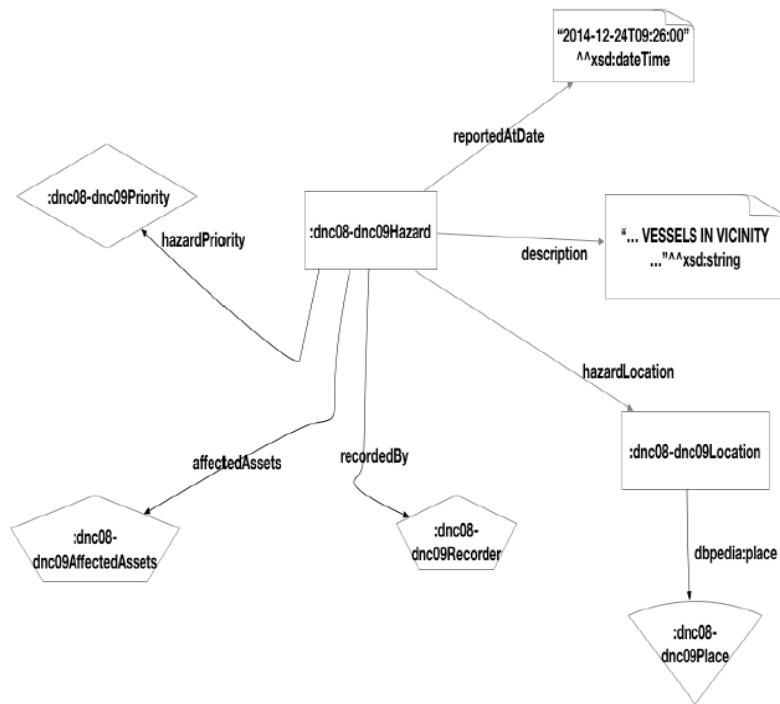 “2014-12-24T09:26:00”
^^xsd:dateTime
reportedAtDate
:dnc08-dnc09Priority
hazardPriority
:dnc08-dnc09Hazard
description
“... VESSELS IN VICINITY
...”^^xsd:string
hazardLocation
:dnc08-dnc09Location
affectedAssets
recordedBy
:dnc08-
dnc09AffectedAssets
:dnc08-
dnc09Recorder
dbpedia:place
:dnc08-
dnc09Place